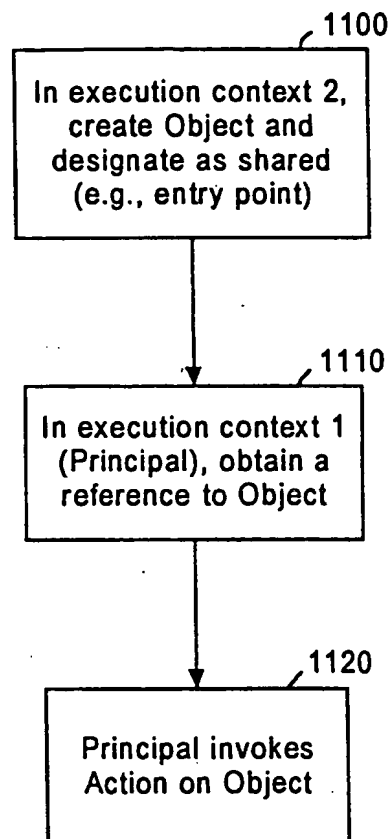 1100
In execution context 2,
create Object and
designate as shared
(e.g., entry point)
1110
In execution context 1
(Principal), obtain a
reference to Object
1120
Principal invokes
Action on Object